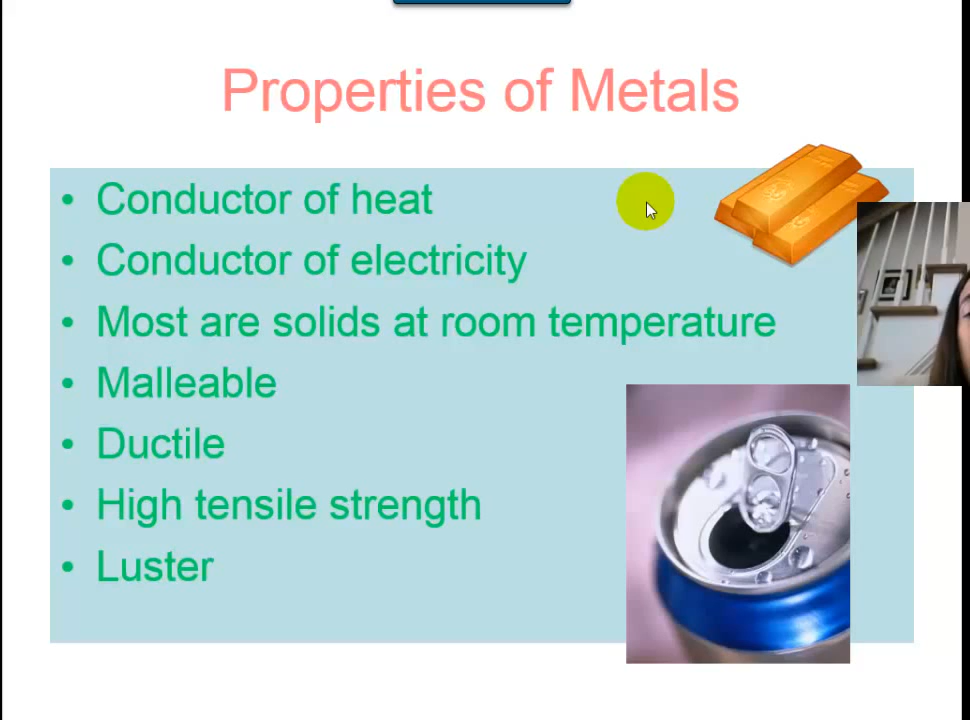 Properties of Metals
• Conductor of heat
• Conductor of electricity
• Most are solids at room temperature
• Malleable
• Ductile
• High tensile strength
• Luster